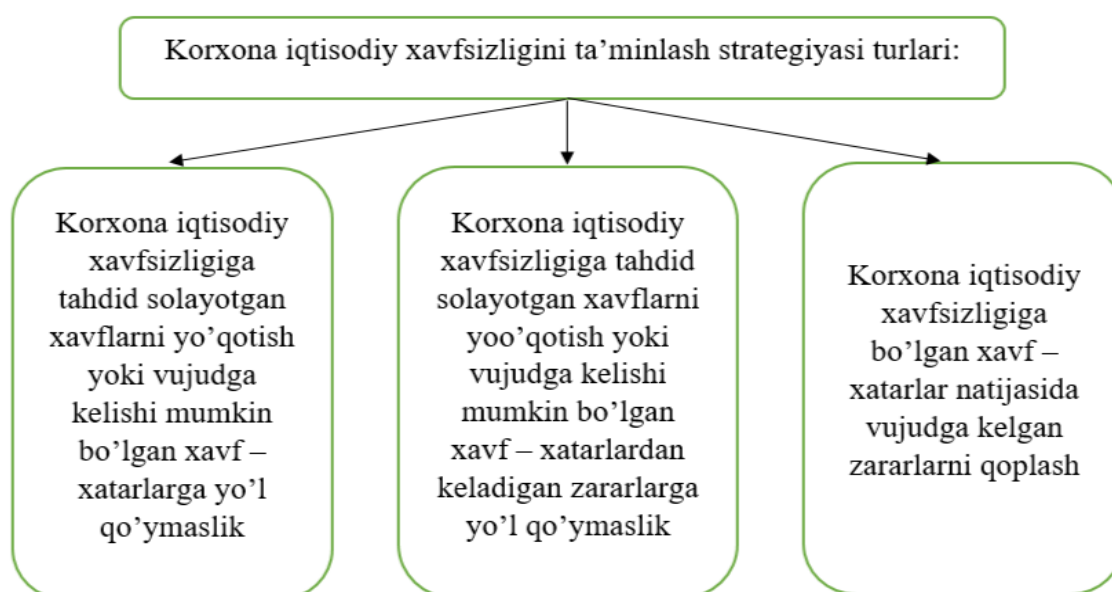 Korxona iqtisodiy xavfsizligini ta’minlash strategiyasi turlari:
Korxona iqtisodiy
xavfsizligiga
tahdid solayotgan
xavflarni yo’qotish
yoki vujudga
kelishi mumkin
bo’lgan xavf –
xatarlarga yo’l
qo’ymaslik
Korxona iqtisodiy
xavfsizligiga tahdid
solayotgan xavflarni
yoo’qotish yoki
vujudga kelishi
mumkin bo’lgan
xavf – xatarlardan
keladigan zararlarga
yo’l qo’ymaslik
Korxona iqtisodiy
xavfsizligiga
bo’lgan xavf –
xatarlar natijasida
vujudga kelgan
zararlarni qoplash